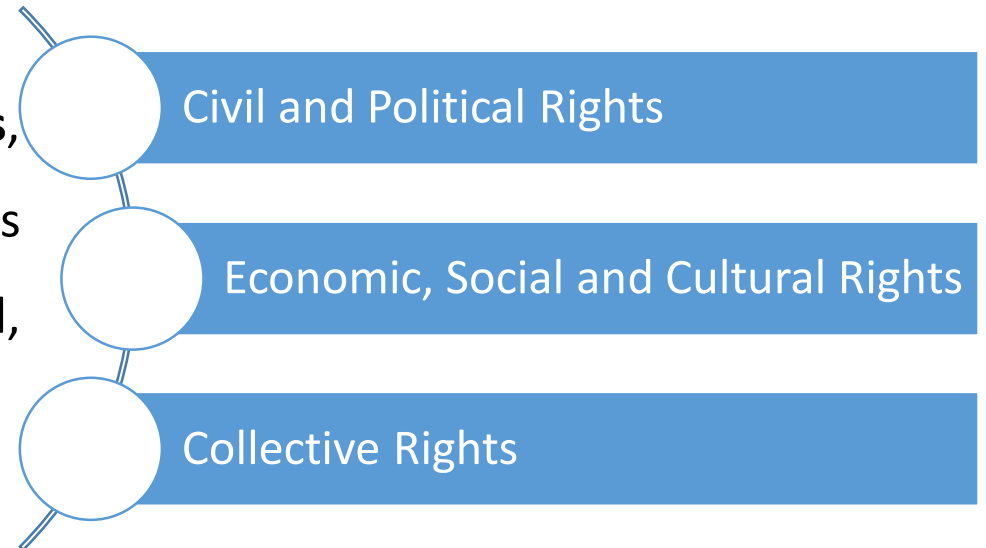 s,
Civil and Political Rights
s
Economic, Social and Cultural Rights
,
Collective Rights